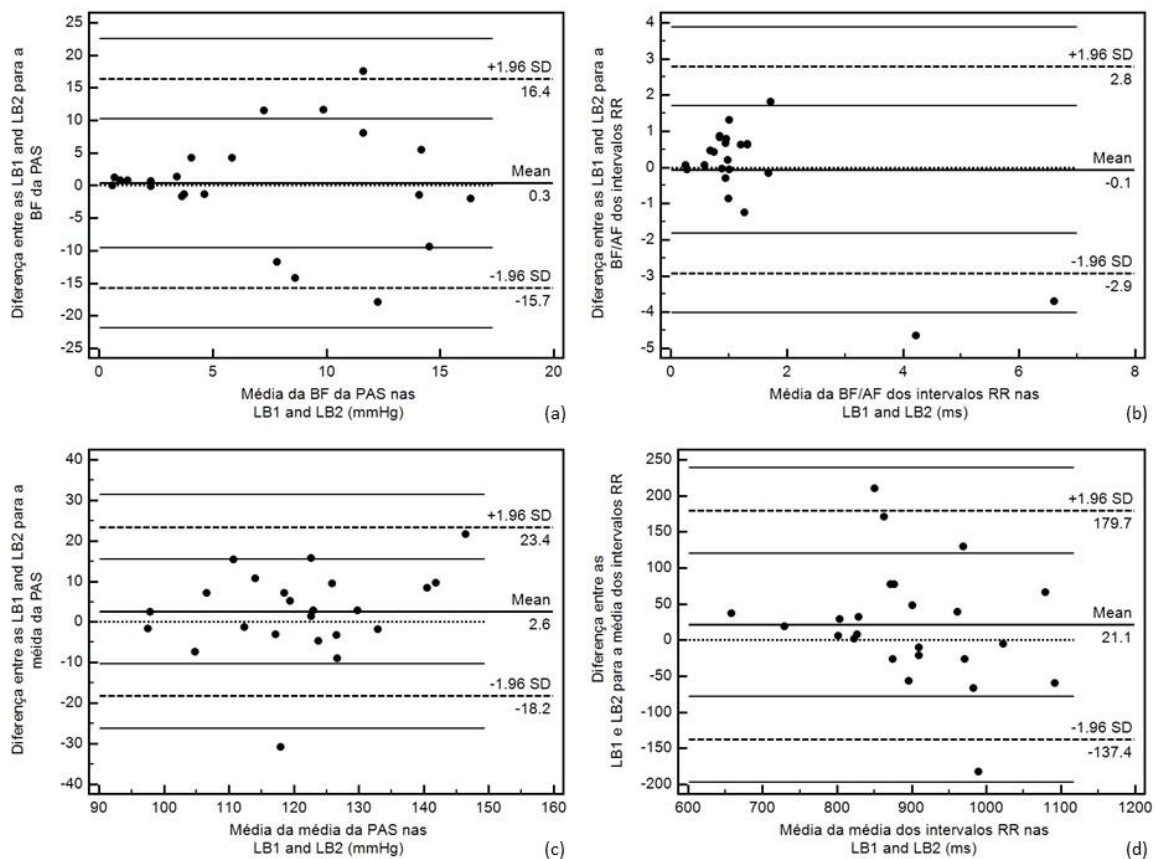 Diferença entre as LB1 and LB2 para a
BF da PAS
25
20
15
10
5
0
-5
-10
-15
-20
-25
+1.96 SD
16.4
Mean
0.3
-1.96 SD
-15.7
0
5
10
15
20
Média da BF da PAS nas
LB1 and LB2 (mmHg)
(a)
Diferença entre as LB1 and LB2 para a
BF/AF dos intervalos RR
4
3
2
1
0
-1
-2
-3
-4
-5
+1.96 SD
2.8
Mean
-0.1
-1.96 SD
-2.9
0
2
4
6
8
Média da BF/AF dos intervalos RR nas
LB1 and LB2 (ms)
(b)
Diferença entre as LB1 and LB2 para a
méida da PAS
40
30
20
10
0
-10
-20
-30
-40
+1.96 SD
23.4
Mean
2.6
-1.96 SD
-18.2
90
100
110
120
130
140
150
160
Média da média da PAS nas
LB1 and LB2 (mmHg)
(c)
Diferença entre as
LB1 e LB2 para a média dos intervalos RR
250
200
150
100
50
0
-50
-100
-150
-200
+1.96 SD
179.7
Mean
21.1
-1.96 SD
-137.4
600
700
800
900
1000
1100
1200
Média da média dos intervalos RR nas
LB1 and LB2 (ms)
(d)